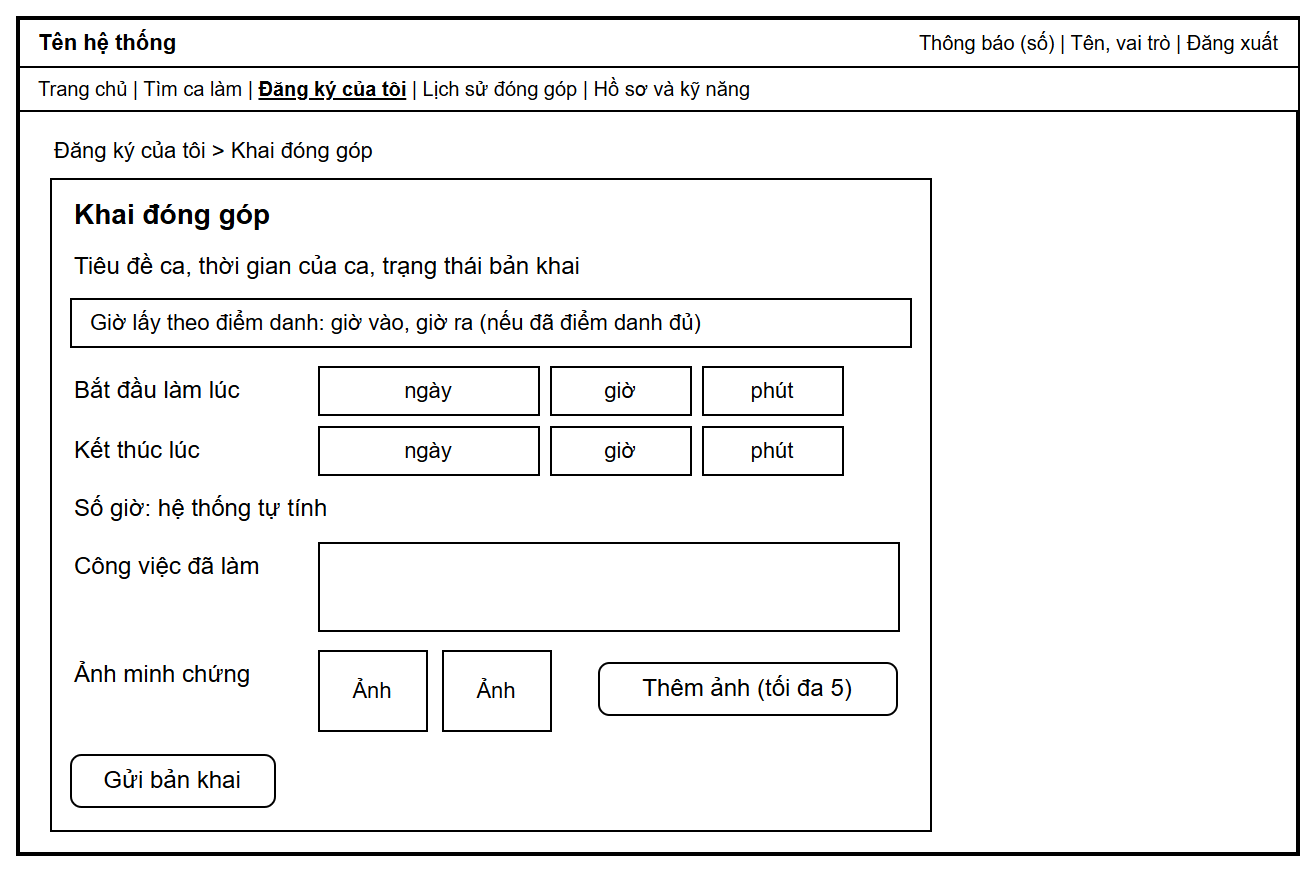 Tên hệ thống
Thông báo (số) | Tên, vai trò | Đăng xuất
Trang chủ | Tìm ca làm | Đăng ký của tôi | Lịch sử đóng góp | Hồ sơ và kỹ năng
Đăng ký của tôi > Khai đóng góp
Khai đóng góp
Tiêu đề ca, thời gian của ca, trạng thái bản khai
Giờ lấy theo điểm danh: giờ vào, giờ ra (nếu đã điểm danh đủ)
Bắt đầu làm lúc ngày giờ phút
Kết thúc lúc ngày giờ phút
Số giờ: hệ thống tự tính
Công việc đã làm
Ảnh minh chứng Ảnh Ảnh Thêm ảnh (tối đa 5)
Gửi bản khai